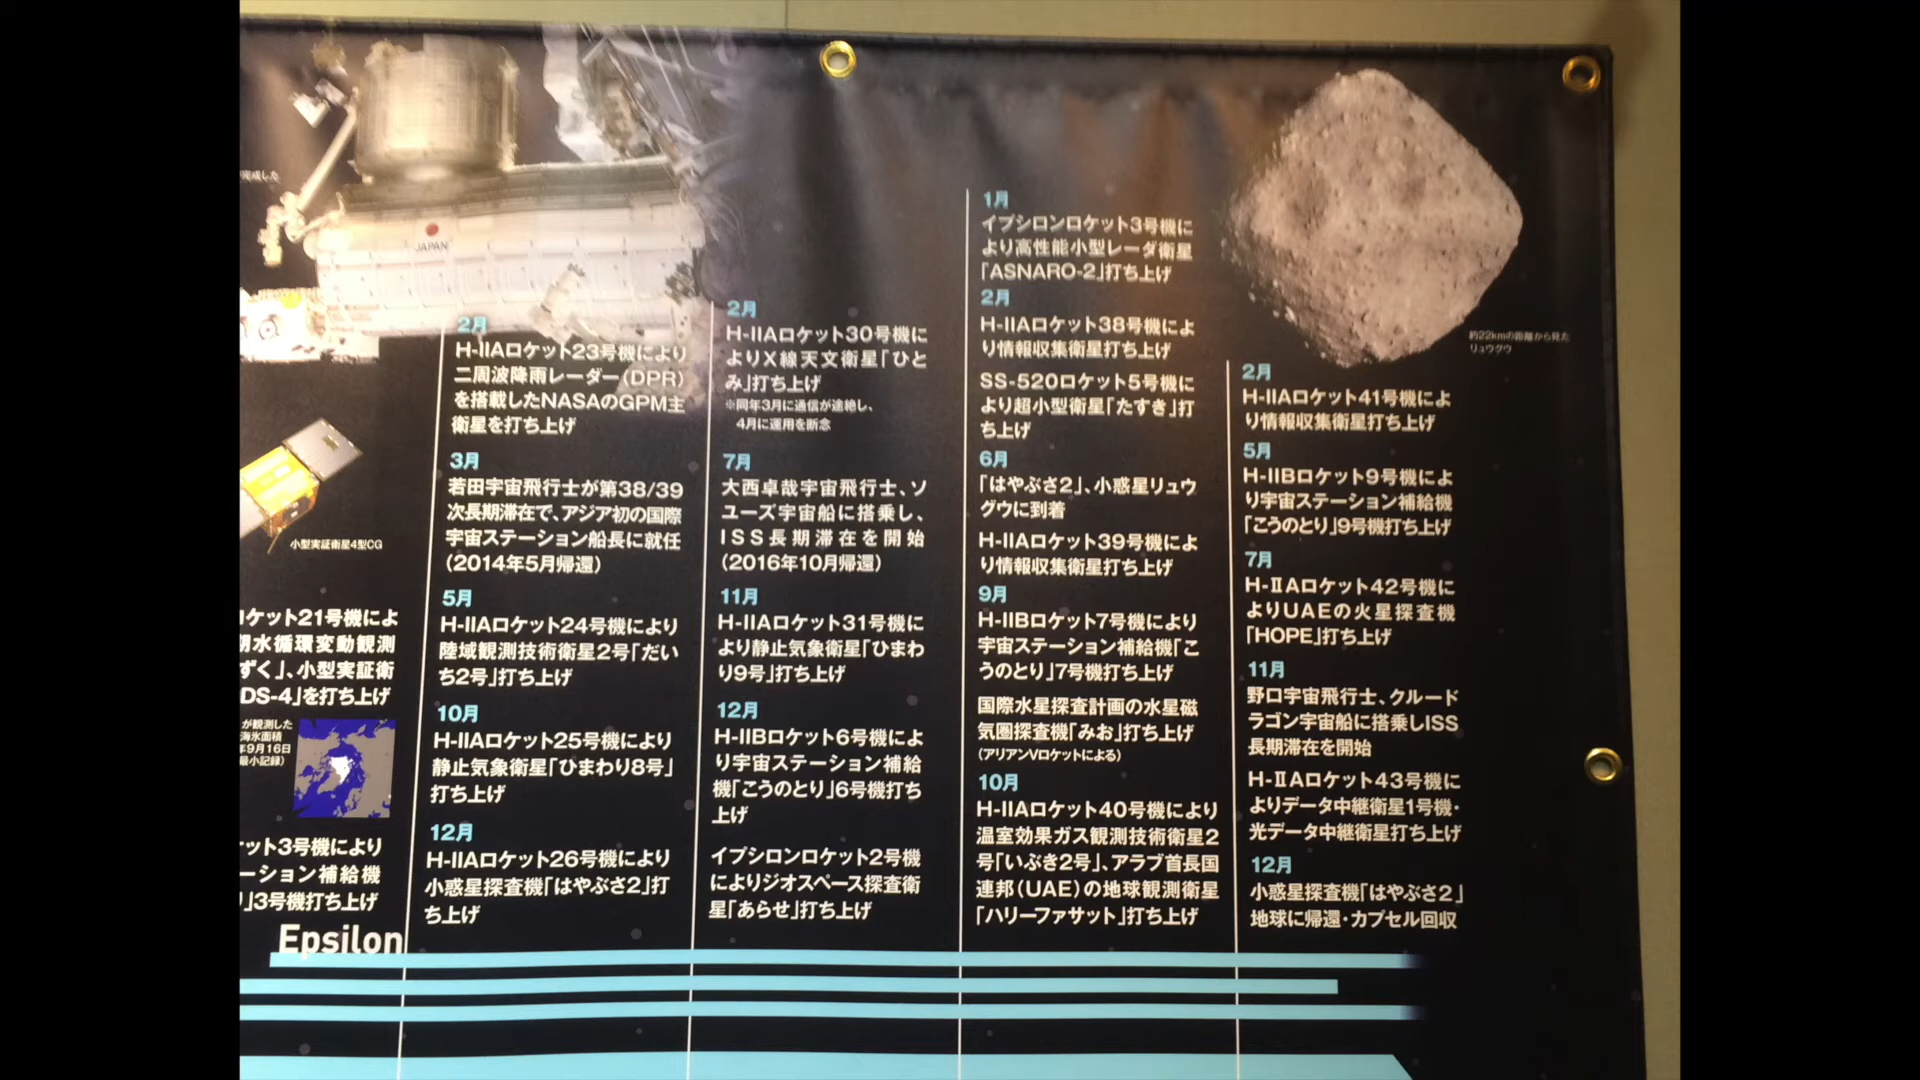 完成した
JAPAN
小型実証衛星4型CG
ロケット21号機によ
期水循環変動観測
ずく」、小型実証衛
DS-4」を打ち上げ
が観測した
海氷面積
年9月16日
最小記録)
ケット3号機により
ーション補給機
」3号機打ち上げ
Epsilon
2月
H-IIAロケット23号機により
二周波降雨レーダー(DPR)
を搭載したNASAのGPM主
衛星を打ち上げ
3月
若田宇宙飛行士が第38/39
次長期滞在で、アジア初の国際
宇宙ステーション船長に就任
(2014年5月帰還)
5月
H-IIAロケット24号機により
陸域観測技術衛星2号「だい
ち2号」打ち上げ
10月
H-IIAロケット25号機により
静止気象衛星「ひまわり8号」
打ち上げ
12月
H-IIAロケット26号機により
小惑星探査機「はやぶさ2」打
ち上げ
2月
H-IIAロケット30号機に
よりX線天文衛星「ひと
み」打ち上げ
※同年3月に通信が途絶し、
4月に運用を断念
7月
大西卓哉宇宙飛行士、ソ
ユーズ宇宙船に搭乗し、
ISS長期滞在を開始
(2016年10月帰還)
11月
H-IIAロケット31号機に
より静止気象衛星「ひまわ
り9号」打ち上げ
12月
H-IIBロケット6号機によ
り宇宙ステーション補給
機「こうのとり」6号機打ち
上げ
イプシロンロケット2号機
によりジオスペース探査衛
星「あらせ」打ち上げ
1月
イプシロンロケット3号機に
より高性能小型レーダ衛星
「ASNARO-2」打ち上げ
2月
H-IIAロケット38号機によ
り情報収集衛星打ち上げ
SS-520ロケット5号機に
より超小型衛星「たすき」打
ち上げ
6月
「はやぶさ2」、小惑星リュウ
グウに到着
H-IIAロケット39号機によ
り情報収集衛星打ち上げ
9月
H-IIBロケット7号機により
宇宙ステーション補給機「こ
うのとり」7号機打ち上げ
国際水星探査計画の水星磁
気圏探査機「みお」打ち上げ
(アリアンVロケットによる)
10月
H-IIAロケット40号機により
温室効果ガス観測技術衛星2
号「いぶき2号」、アラブ首長国
連邦(UAE)の地球観測衛星
「ハリーファサット」打ち上げ
約22kmの距離から見た
リュウグウ
2月
H-IIAロケット41号機によ
り情報収集衛星打ち上げ
5月
H-IIBロケット9号機によ
り宇宙ステーション補給機
「こうのとり」9号機打ち上げ
7月
H-ⅡAロケット42号機に
よりUAEの火星探査機
「HOPE」打ち上げ
11月
野口宇宙飛行士、クルード
ラゴン宇宙船に搭乗しISS
長期滞在を開始
H-ⅡAロケット43号機に
よりデータ中継衛星1号機・
光データ中継衛星打ち上げ
12月
小惑星探査機「はやぶさ2」
地球に帰還・カプセル回収